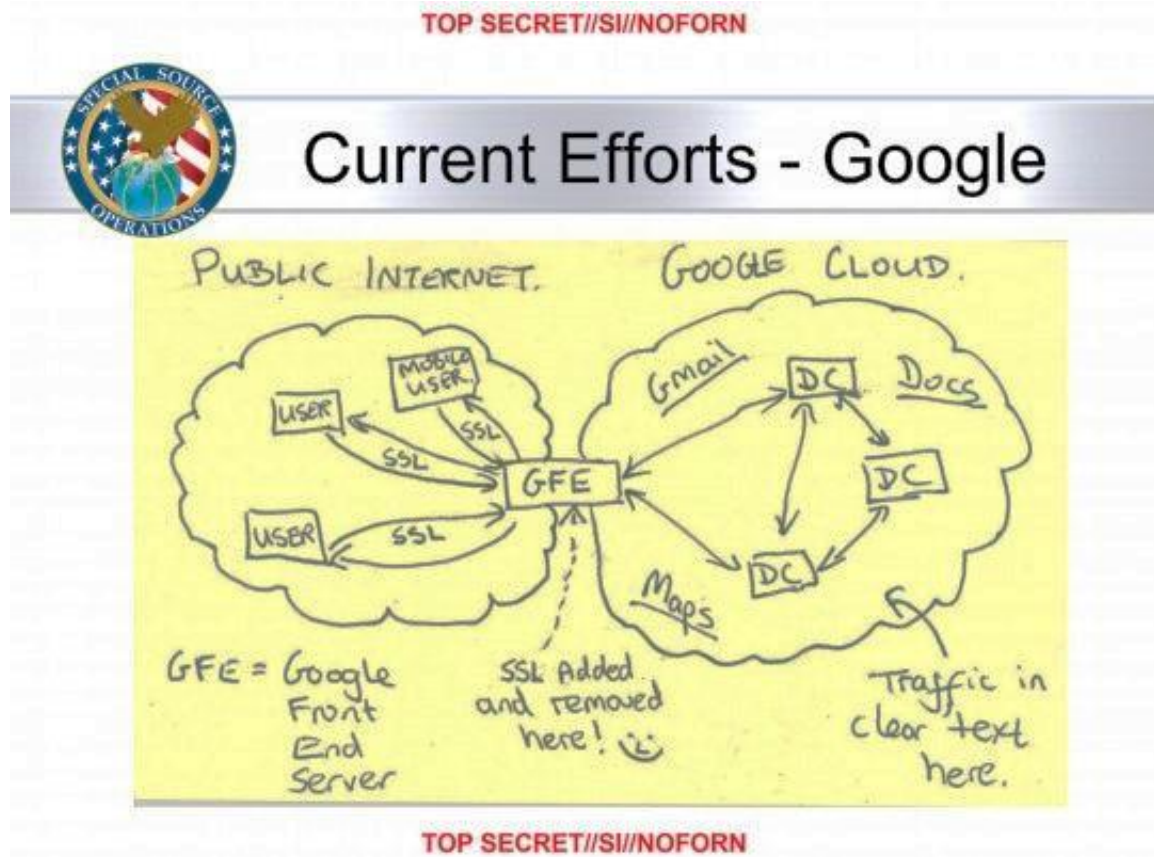 TOP SECRET//SI//NOFORN
SPECIAL SOURCE
OPERATIONS
Current Efforts - Google
PUBLIC INTERNET.
GOOGLE CLOUD.
MOBILE
USER
USER
SSL
SSL
USER
SSL
GFE
Gmail
DC
Docs
DC
DC
Maps
GFE = Google
Front
End
Server
SSL Added
and removed
here!
Traffic in
clear text
here.
TOP SECRET//SI//NOFORN